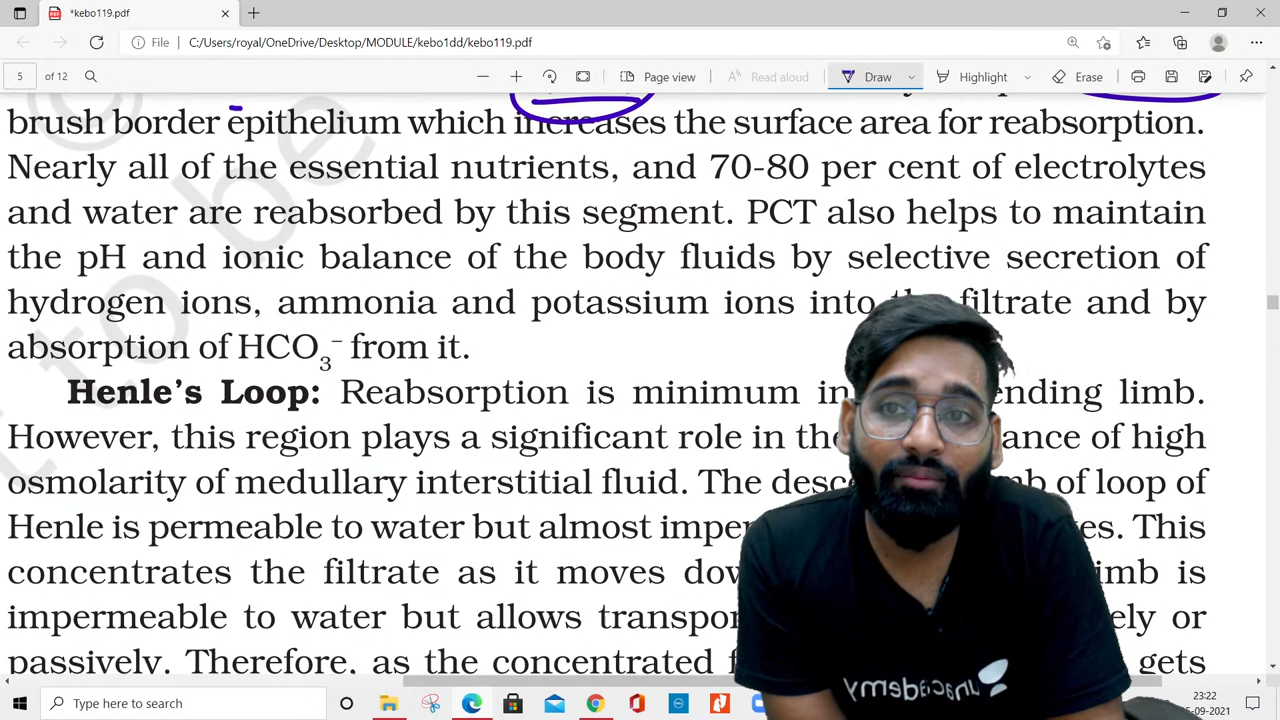 *kebo119.pdf
File C:/Users/royal/OneDrive/Desktop/MODULE/kebo1dd/kebo119.pdf
5 of 12 Page view Read aloud Draw Highlight Erase
brush border epithelium which increases the surface area for reabsorption.
Nearly all of the essential nutrients, and 70-80 per cent of electrolytes
and water are reabsorbed by this segment. PCT also helps to maintain
the pH and ionic balance of the body fluids by selective secretion of
hydrogen ions, ammonia and potassium ions into the filtrate and by
absorption of HCO₃⁻ from it.
Henle's Loop: Reabsorption is minimum in ending limb.
However, this region plays a significant role in the ance of high
osmolarity of medullary interstitial fluid. The desce mb of loop of
Henle is permeable to water but almost imper es. This
concentrates the filtrate as it moves dow imb is
impermeable to water but allows transpor ely or
passively. Therefore, as the concentrated f gets
unacademy
Type here to search
23:22
5-09-2021